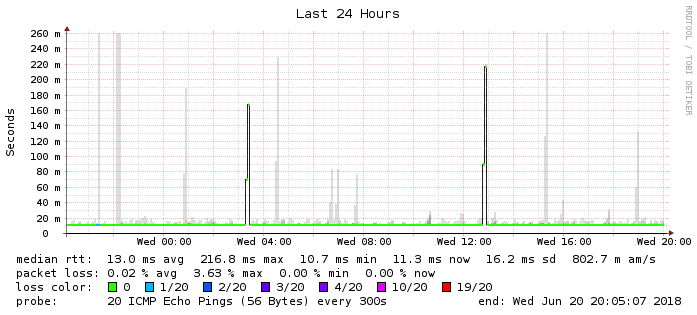 Last 24 Hours
RRDTOOL / TOBI OETIKER
Seconds
260 m
240 m
220 m
200 m
180 m
160 m
140 m
120 m
100 m
80 m
60 m
40 m
20 m
0
Wed 00:00 Wed 04:00 Wed 08:00 Wed 12:00 Wed 16:00 Wed 20:00
median rtt: 13.0 ms avg 216.8 ms max 10.7 ms min 11.3 ms now 16.2 ms sd 802.7 m am/s
packet loss: 0.02 % avg 3.63 % max 0.00 % min 0.00 % now
loss color: 0 1/20 2/20 3/20 4/20 10/20 19/20
probe: 20 ICMP Echo Pings (56 Bytes) every 300s end: Wed Jun 20 20:05:07 2018